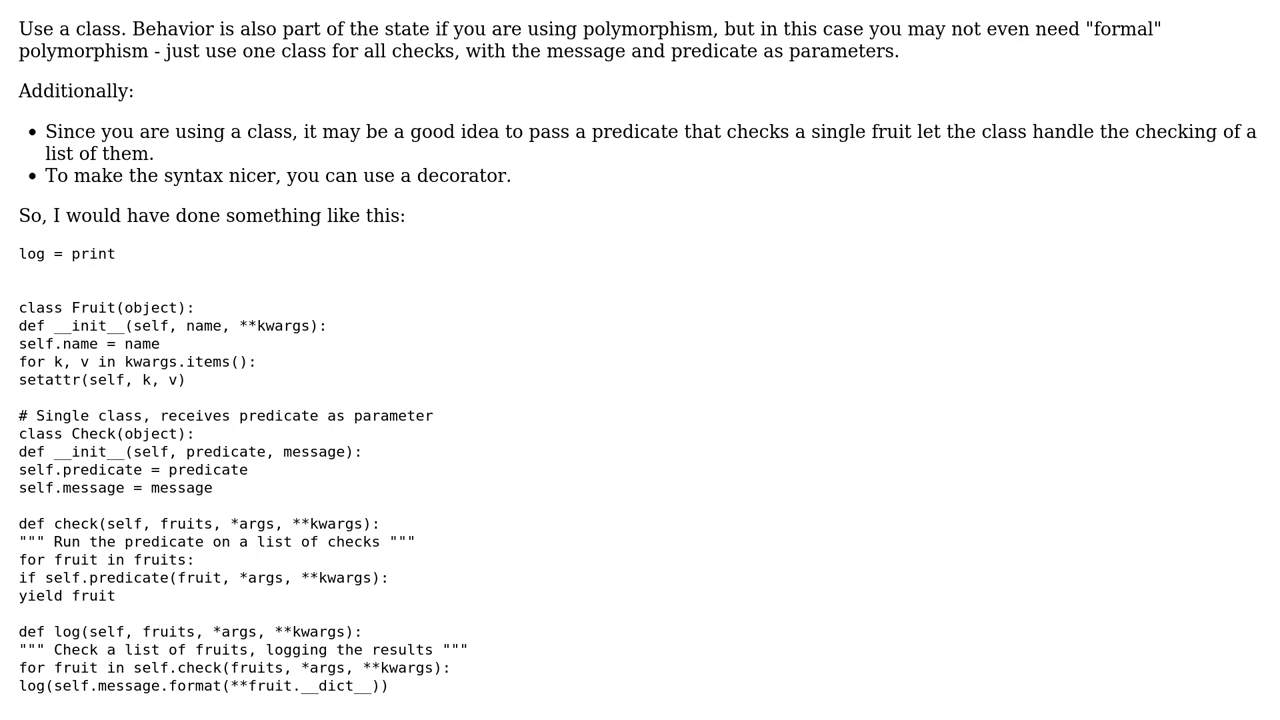 Use a class. Behavior is also part of the state if you are using polymorphism, but in this case you may not even need "formal"
polymorphism - just use one class for all checks, with the message and predicate as parameters.
Additionally:
• Since you are using a class, it may be a good idea to pass a predicate that checks a single fruit let the class handle the checking of a
list of them.
• To make the syntax nicer, you can use a decorator.
So, I would have done something like this:
log = print
class Fruit(object):
def __init__(self, name, **kwargs):
self.name = name
for k, v in kwargs.items():
setattr(self, k, v)
# Single class, receives predicate as parameter
class Check(object):
def __init__(self, predicate, message):
self.predicate = predicate
self.message = message
def check(self, fruits, *args, **kwargs):
""" Run the predicate on a list of checks """
for fruit in fruits:
if self.predicate(fruit, *args, **kwargs):
yield fruit
def log(self, fruits, *args, **kwargs):
""" Check a list of fruits, logging the results """
for fruit in self.check(fruits, *args, **kwargs):
log(self.message.format(**fruit.__dict__))